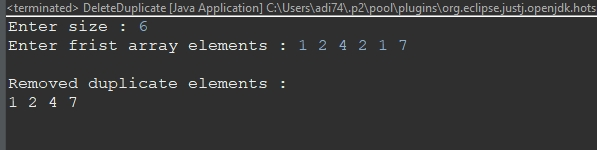 <terminated> DeleteDuplicate [Java Application] C:\Users\adi74\.p2\pool\plugins\org.eclipse.justj.openjdk.hots
Enter size : 6
Enter frist array elements : 1 2 4 2 1 7
Removed duplicate elements :
1 2 4 7